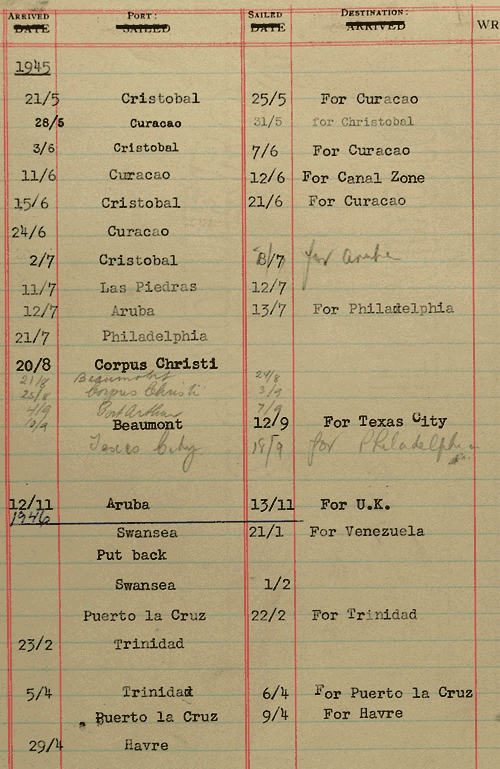 ARRIVED PORT: SAILED DESTINATION:
DATE SAILED DATE ARRIVED WR
1945
21/5 Cristobal 25/5 For Curacao
28/5 Curacao 31/5 for Christobal
3/6 Cristobal 7/6 For Curacao
11/6 Curacao 12/6 For Canal Zone
15/6 Cristobal 21/6 For Curacao
24/6 Curacao
2/7 Cristobal 8/7 for Aruba
11/7 Las Piedras 12/7
12/7 Aruba 13/7 For Philadelphia
21/7 Philadelphia
20/8 Corpus Christi
21/8 Beaumont 24/8
25/8 Corpus Christi 3/9
4/9 Port Arthur 7/9
Beaumont 12/9 For Texas City
Texas City 18/9 for Philadelphia
12/11 Aruba 13/11 For U.K.
1946
Swansea 21/1 For Venezuela
Put back
Swansea 1/2
Puerto la Cruz 22/2 For Trinidad
23/2 Trinidad
5/4 Trinidad 6/4 For Puerto la Cruz
Puerto la Cruz 9/4 For Havre
29/4 Havre